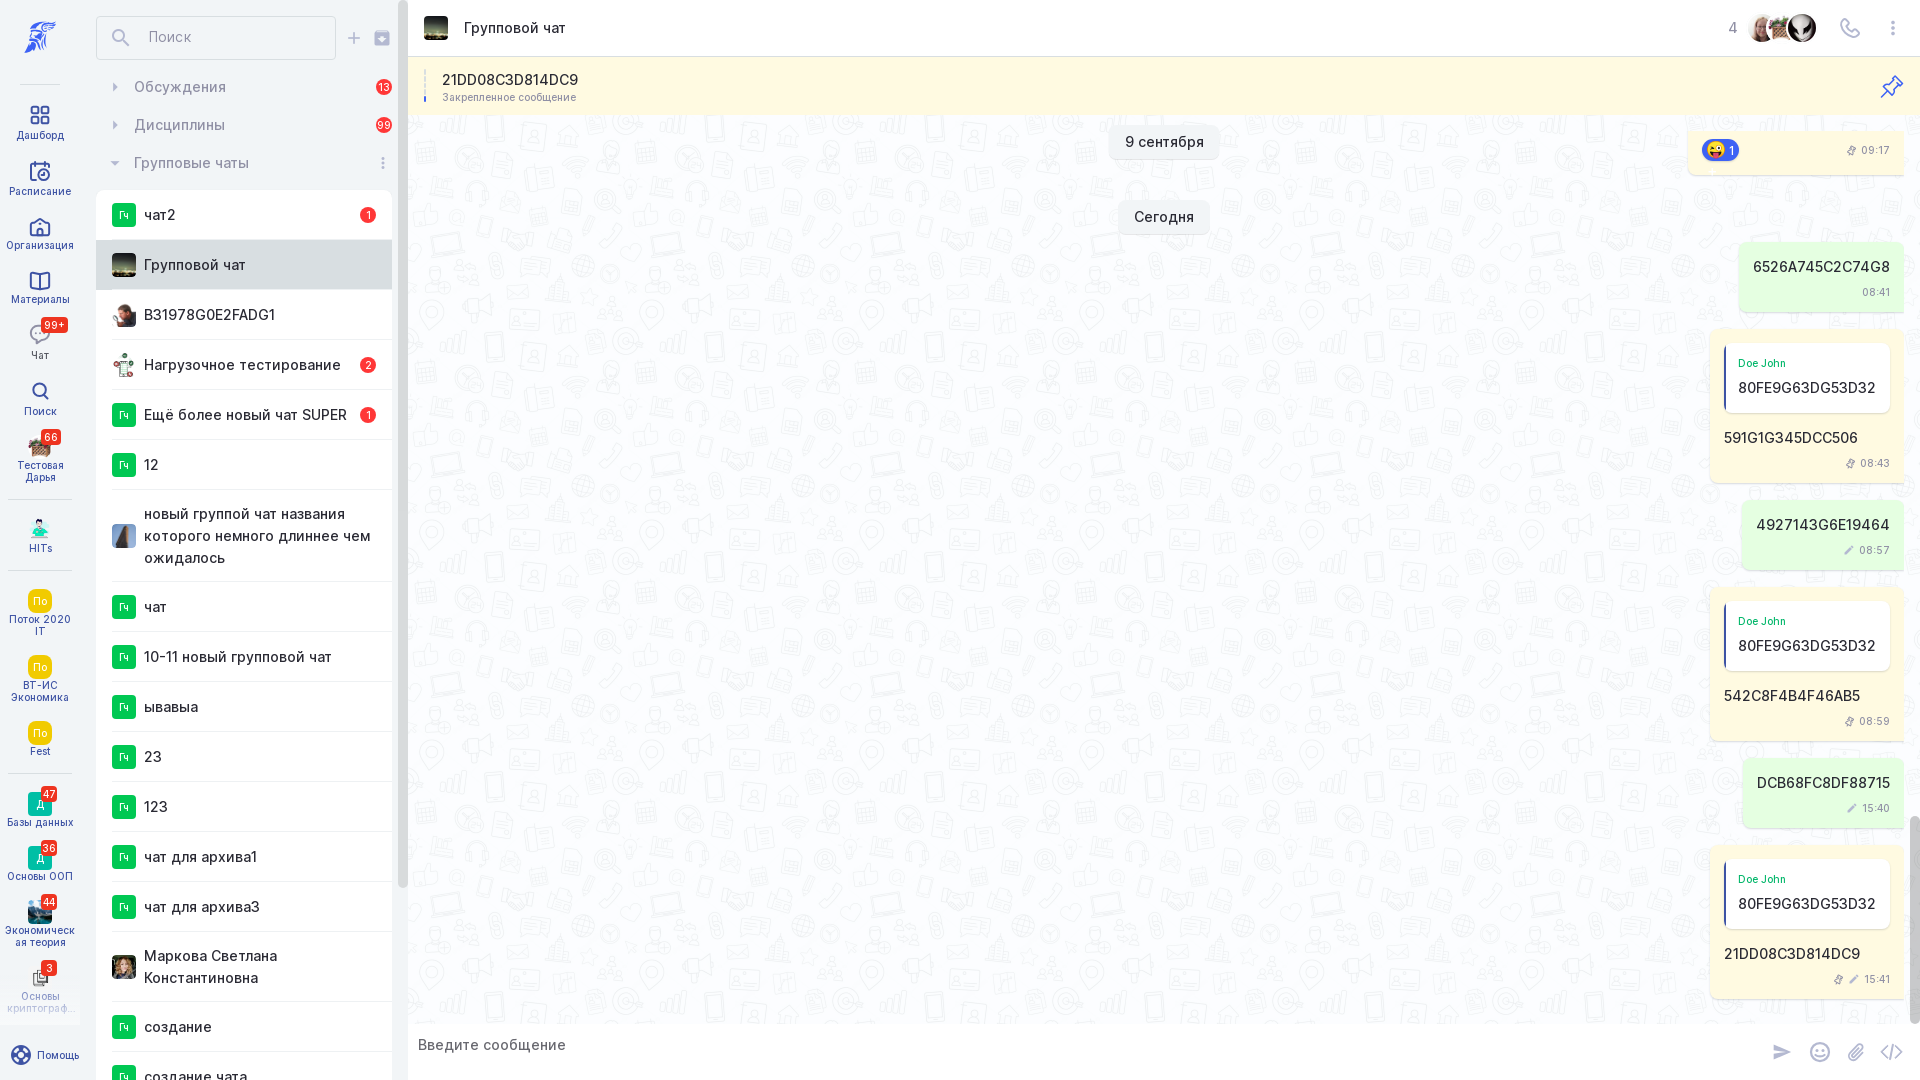 Дашборд
Расписание
Организация
Материалы
99+
Чат
Поиск
66
Тестовая
Дарья
HITs
По
Поток 2020
IT
По
ВТ-ИС
Экономика
По
Fest
47
Д
Базы данных
36
Д
Основы ООП
44
Экономическ
ая теория
3
Основы
криптограф...
Помощь
Поиск
Обсуждения
13
Дисциплины
99
Групповые чаты
Гч
чат2
1
Групповой чат
B31978G0E2FADG1
Нагрузочное тестирование
2
Гч
Ещё более новый чат SUPER
1
Гч
12
новый группой чат названия
которого немного длиннее чем
ожидалось
Гч
чат
Гч
10-11 новый групповой чат
Гч
ывавыа
Гч
23
Гч
123
Гч
чат для архива1
Гч
чат для архива3
Маркова Светлана
Константиновна
Гч
создание
Гч
создание чата
Групповой чат
4
21DD08C3D814DC9
Закрепленное сообщение
9 сентября
1
09:17
Сегодня
6526A745C2C74G8
08:41
Doe John
80FE9G63DG53D32
591G1G345DCC506
08:43
4927143G6E19464
08:57
Doe John
80FE9G63DG53D32
542C8F4B4F46AB5
08:59
DCB68FC8DF88715
15:40
Doe John
80FE9G63DG53D32
21DD08C3D814DC9
15:41
Введите сообщение